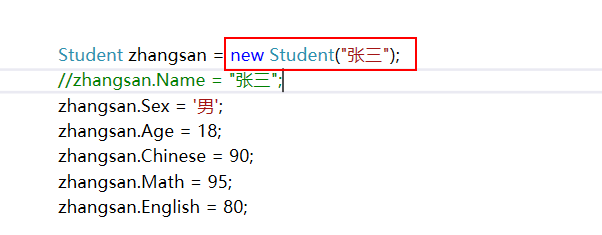 Student zhangsan = new Student("张三");
//zhangsan.Name = "张三";
zhangsan.Sex = '男';
zhangsan.Age = 18;
zhangsan.Chinese = 90;
zhangsan.Math = 95;
zhangsan.English = 80;